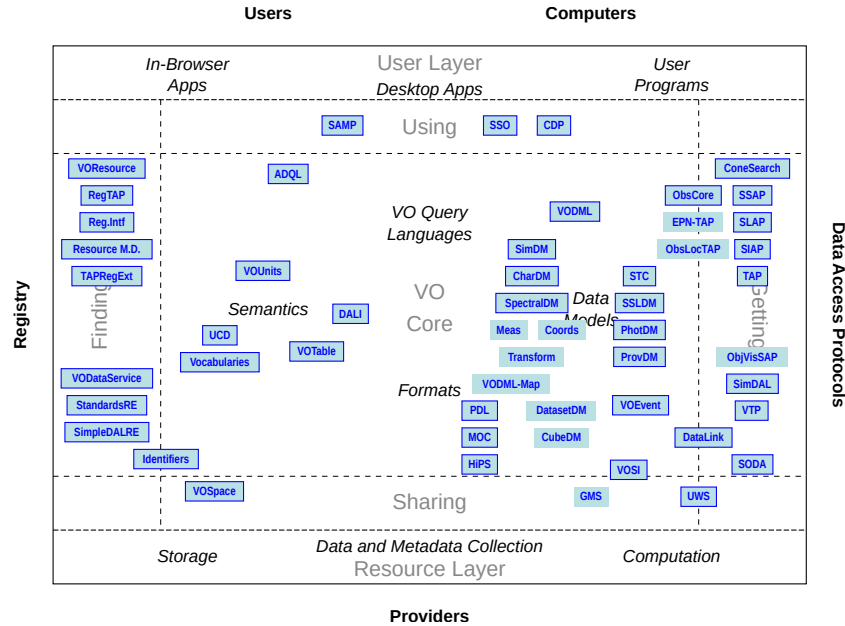 Users
Computers
In-Browser
Apps
User Layer
Desktop Apps
User
Programs
SAMP
Using
SSO
CDP
VOResource
ADQL
ConeSearch
RegTAP
ObsCore
SSAP
Reg.Intf
VO Query
Languages
VODML
EPN-TAP
SLAP
Resource M.D.
SimDM
ObsLocTAP
SIAP
TAPRegExt
VOUnits
CharDM
STC
TAP
Registry
Finding
Semantics
DALI
VO
Core
SpectralDM
Data
Models
SSLDM
Getting
Data Access Protocols
UCD
Meas
Coords
PhotDM
Vocabularies
VOTable
Transform
ProvDM
ObjVisSAP
VODataService
Formats
VODML-Map
SimDAL
StandardsRE
PDL
DatasetDM
VOEvent
VTP
SimpleDALRE
MOC
CubeDM
DataLink
Identifiers
HiPS
VOSI
SODA
VOSpace
Sharing
GMS
UWS
Storage
Data and Metadata Collection
Computation
Resource Layer
Providers